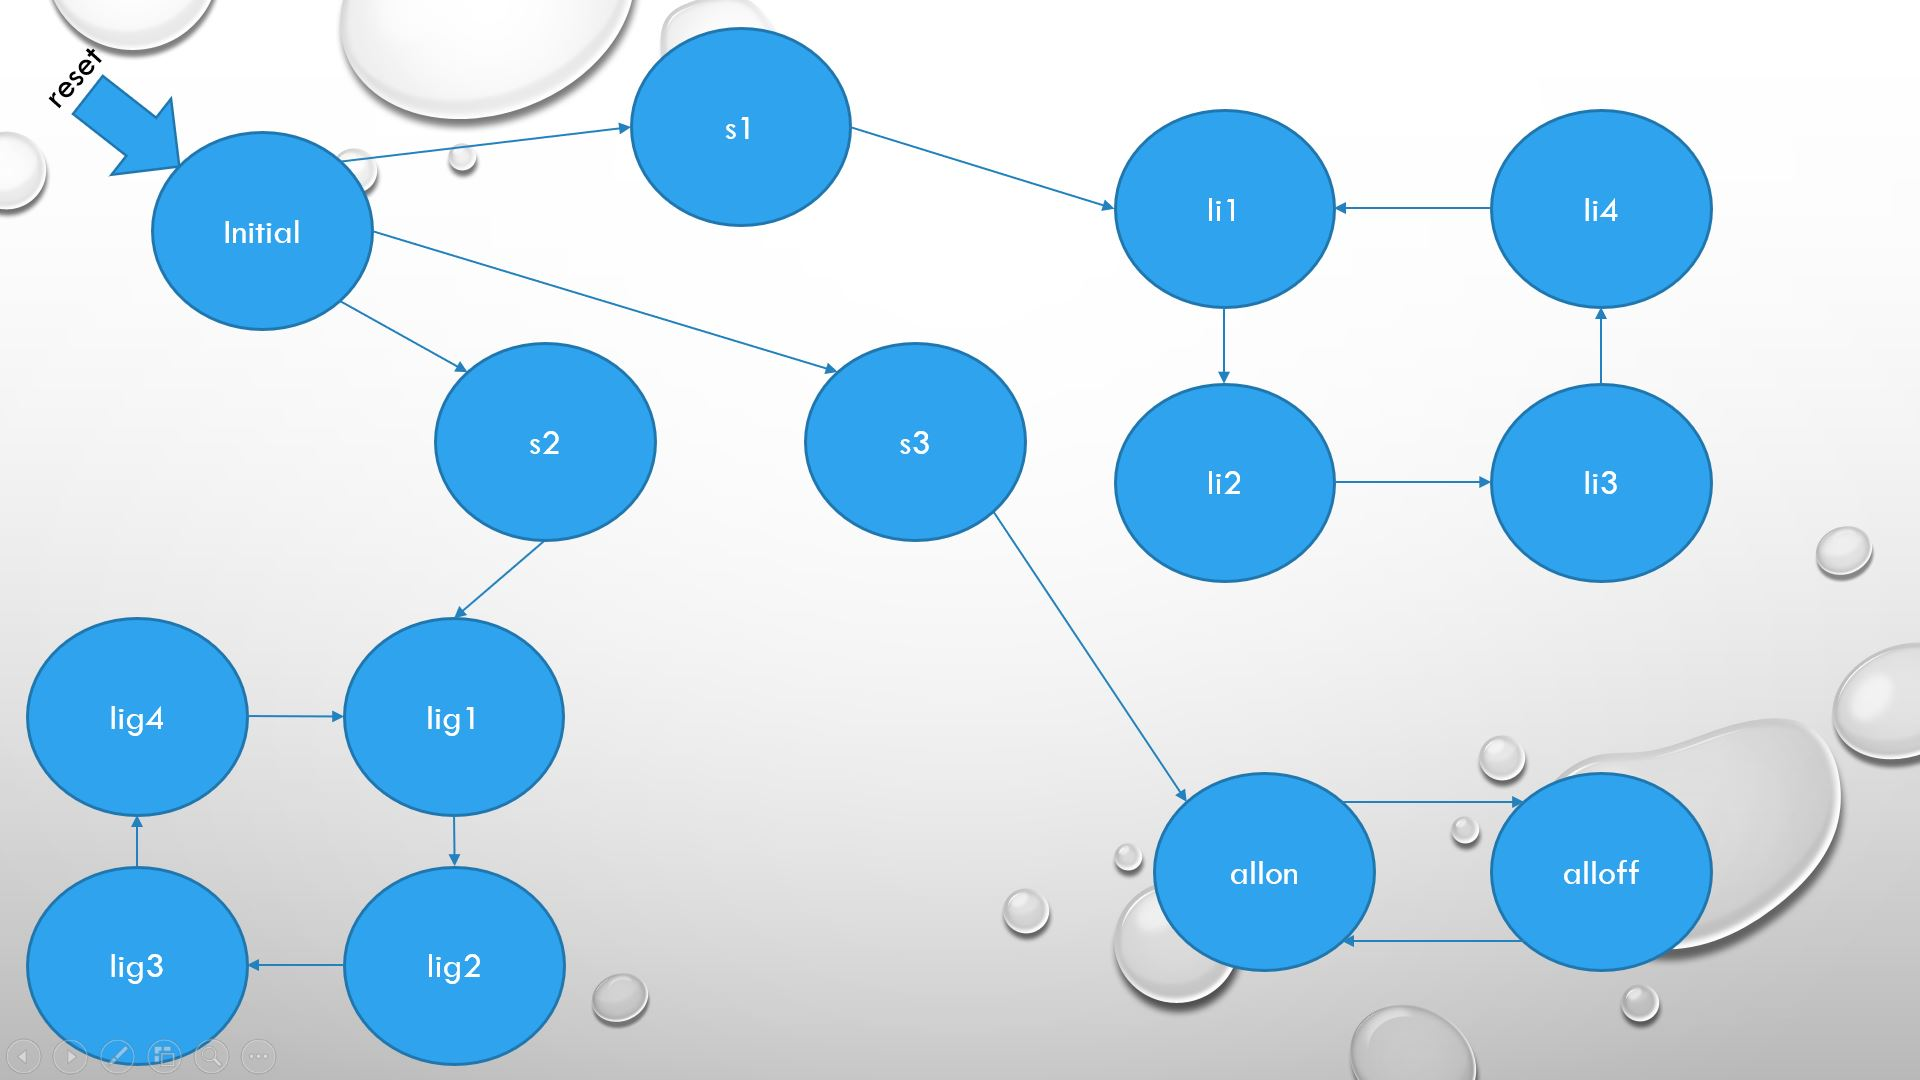 reset
Initial
s1
li1
li4
s2
s3
li2
li3
lig4
lig1
allon
alloff
lig3
lig2